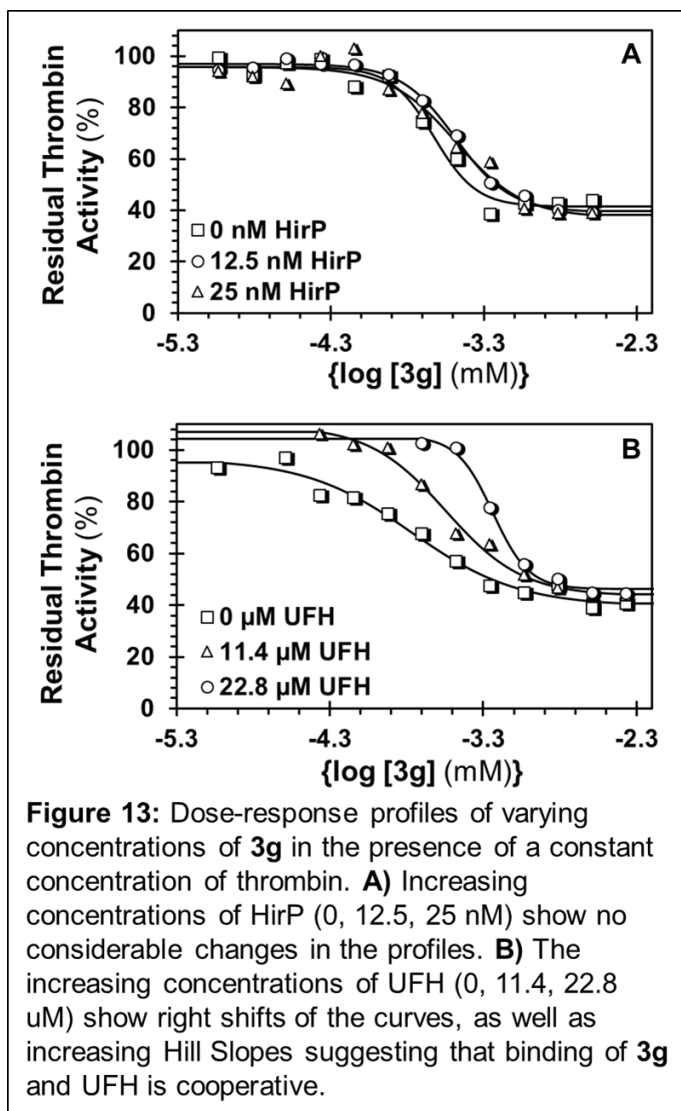 A
Residual Thrombin
Activity (%)
100
80
60
40
20
0
0 nM HirP
12.5 nM HirP
25 nM HirP
-5.3 -4.3 -3.3 -2.3
{log [3g] (mM)}
B
Residual Thrombin
Activity (%)
100
80
60
40
20
0
0 µM UFH
11.4 µM UFH
22.8 µM UFH
-5.3 -4.3 -3.3 -2.3
{log [3g] (mM)}
Figure 13: Dose-response profiles of varying
concentrations of 3g in the presence of a constant
concentration of thrombin. A) Increasing
concentrations of HirP (0, 12.5, 25 nM) show no
considerable changes in the profiles. B) The
increasing concentrations of UFH (0, 11.4, 22.8
uM) show right shifts of the curves, as well as
increasing Hill Slopes suggesting that binding of 3g
and UFH is cooperative.